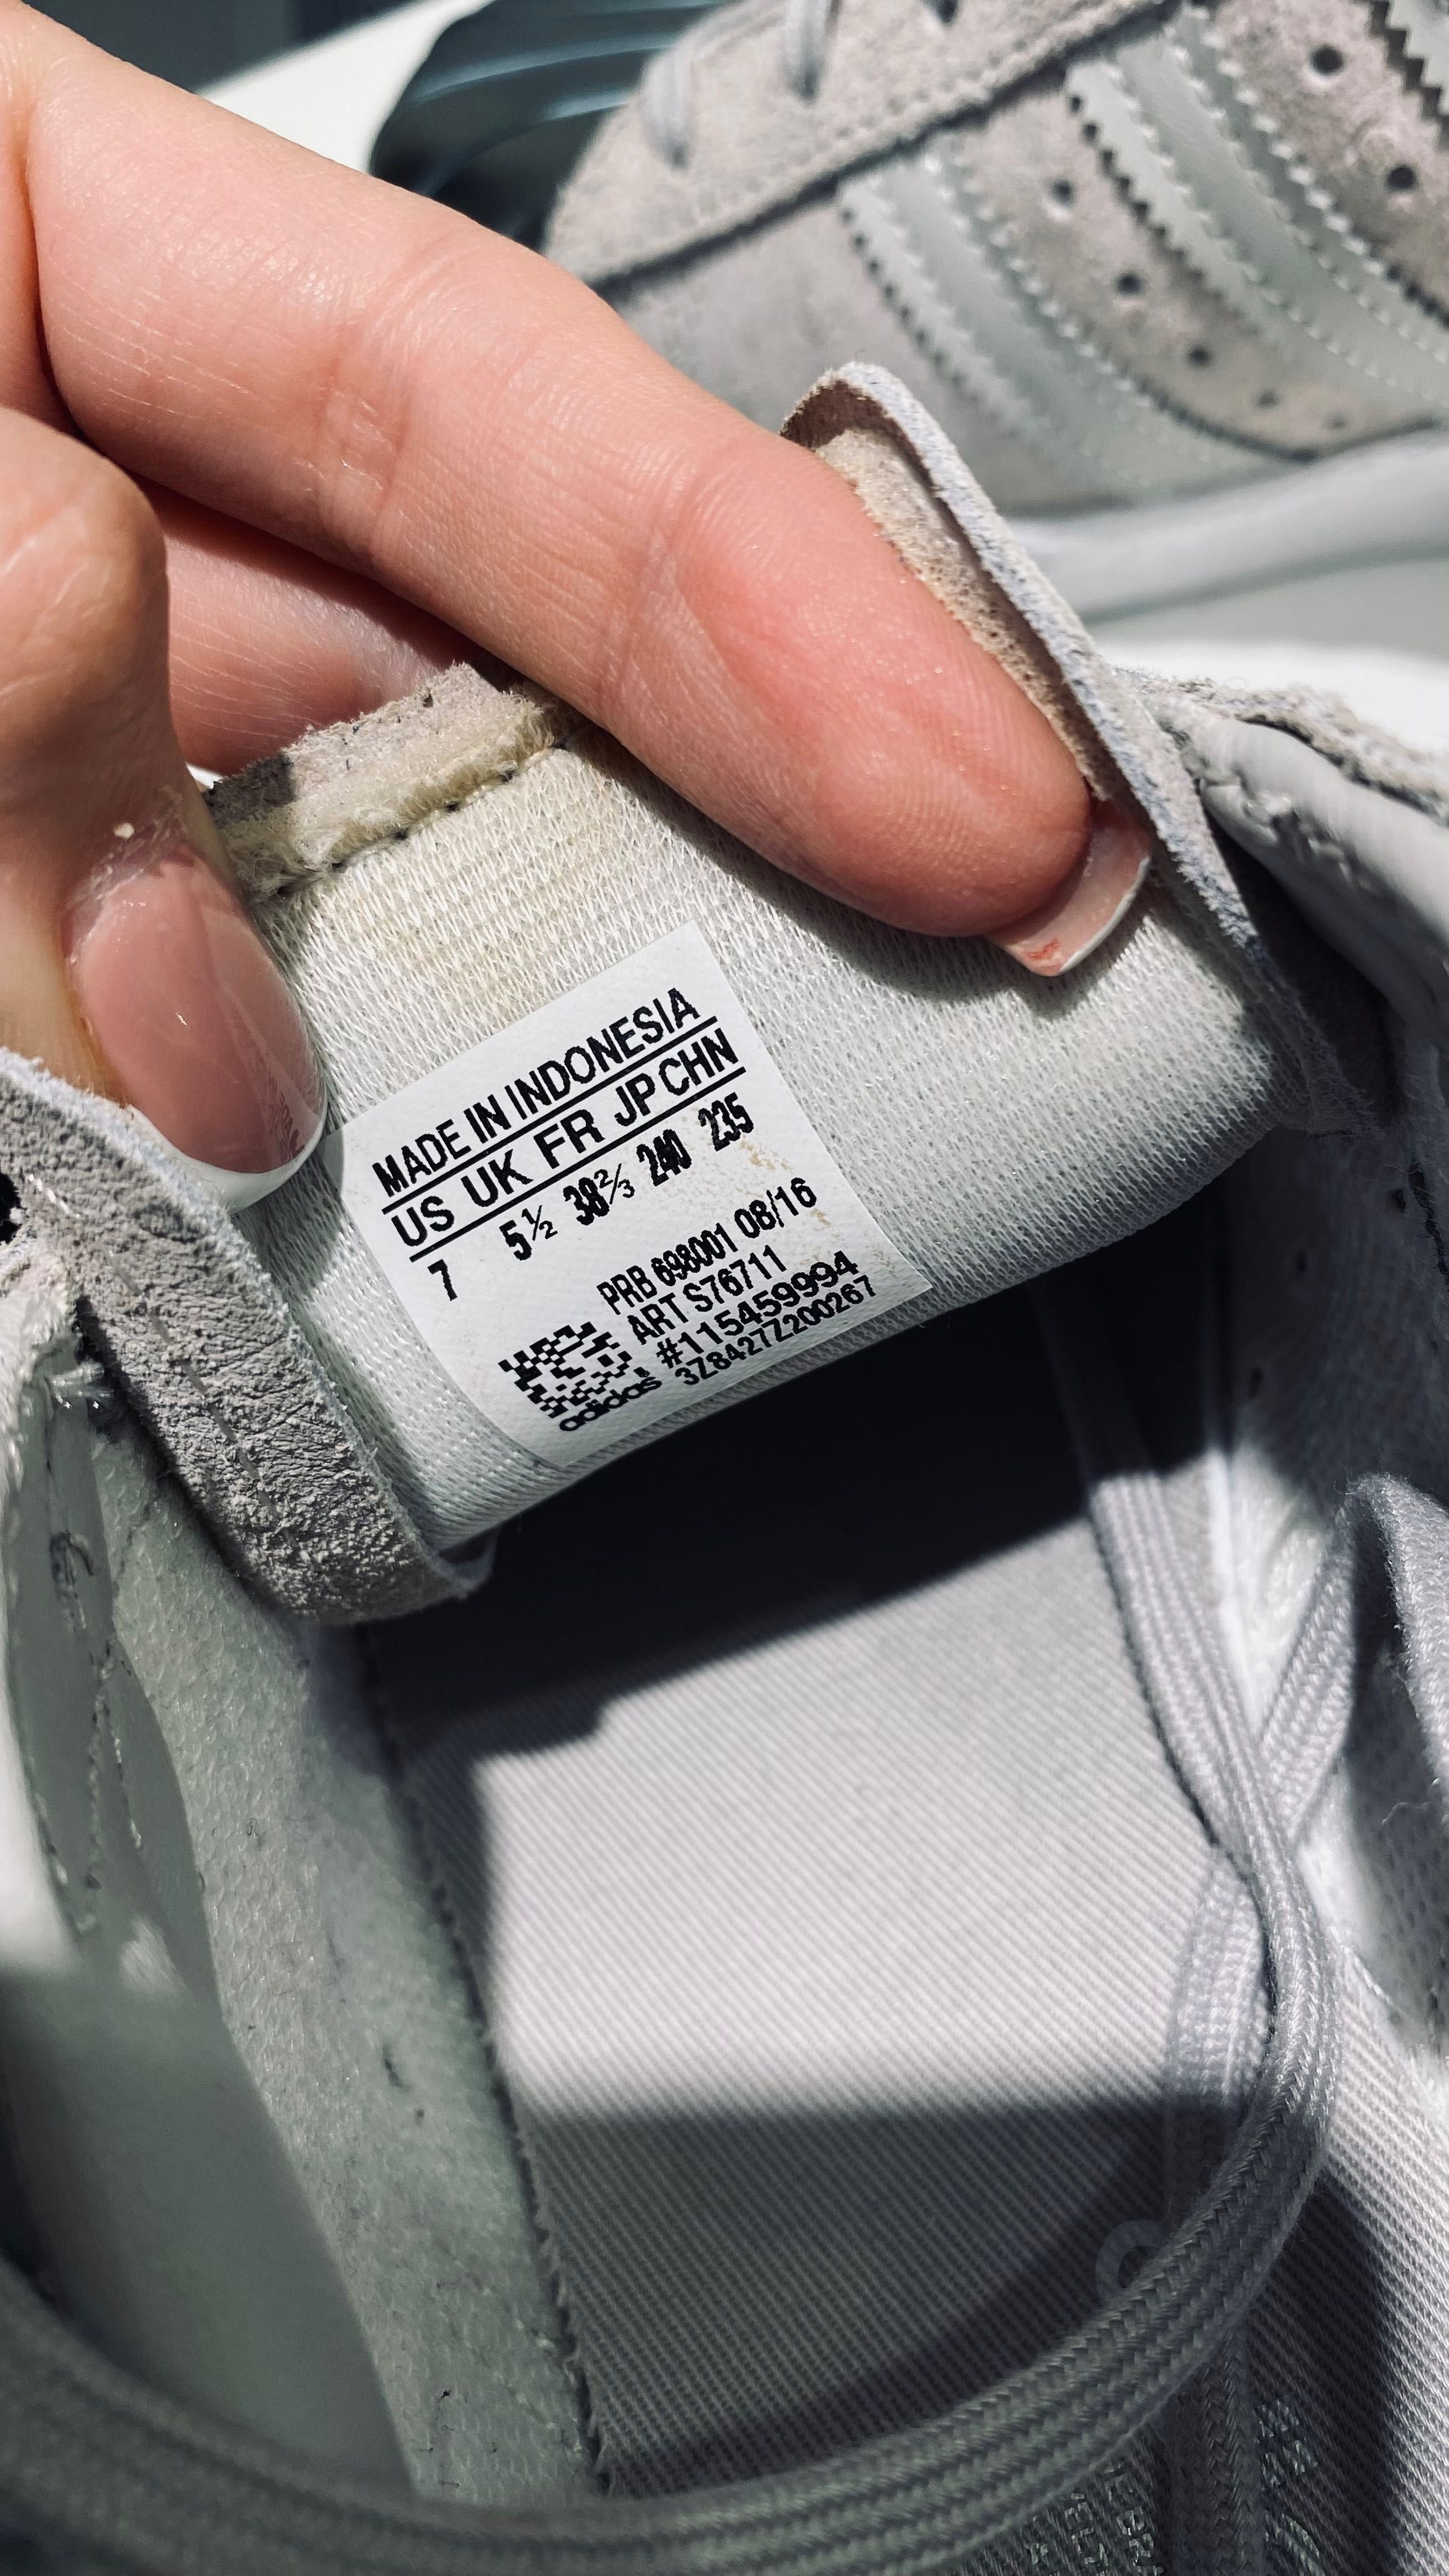 MADE IN INDONESIA
US UK FR JP CHN
7 5½ 38⅔ 240 235
PRB 698001 08/16
ART S76711
#115459994
3Z8427Z200267
adidas